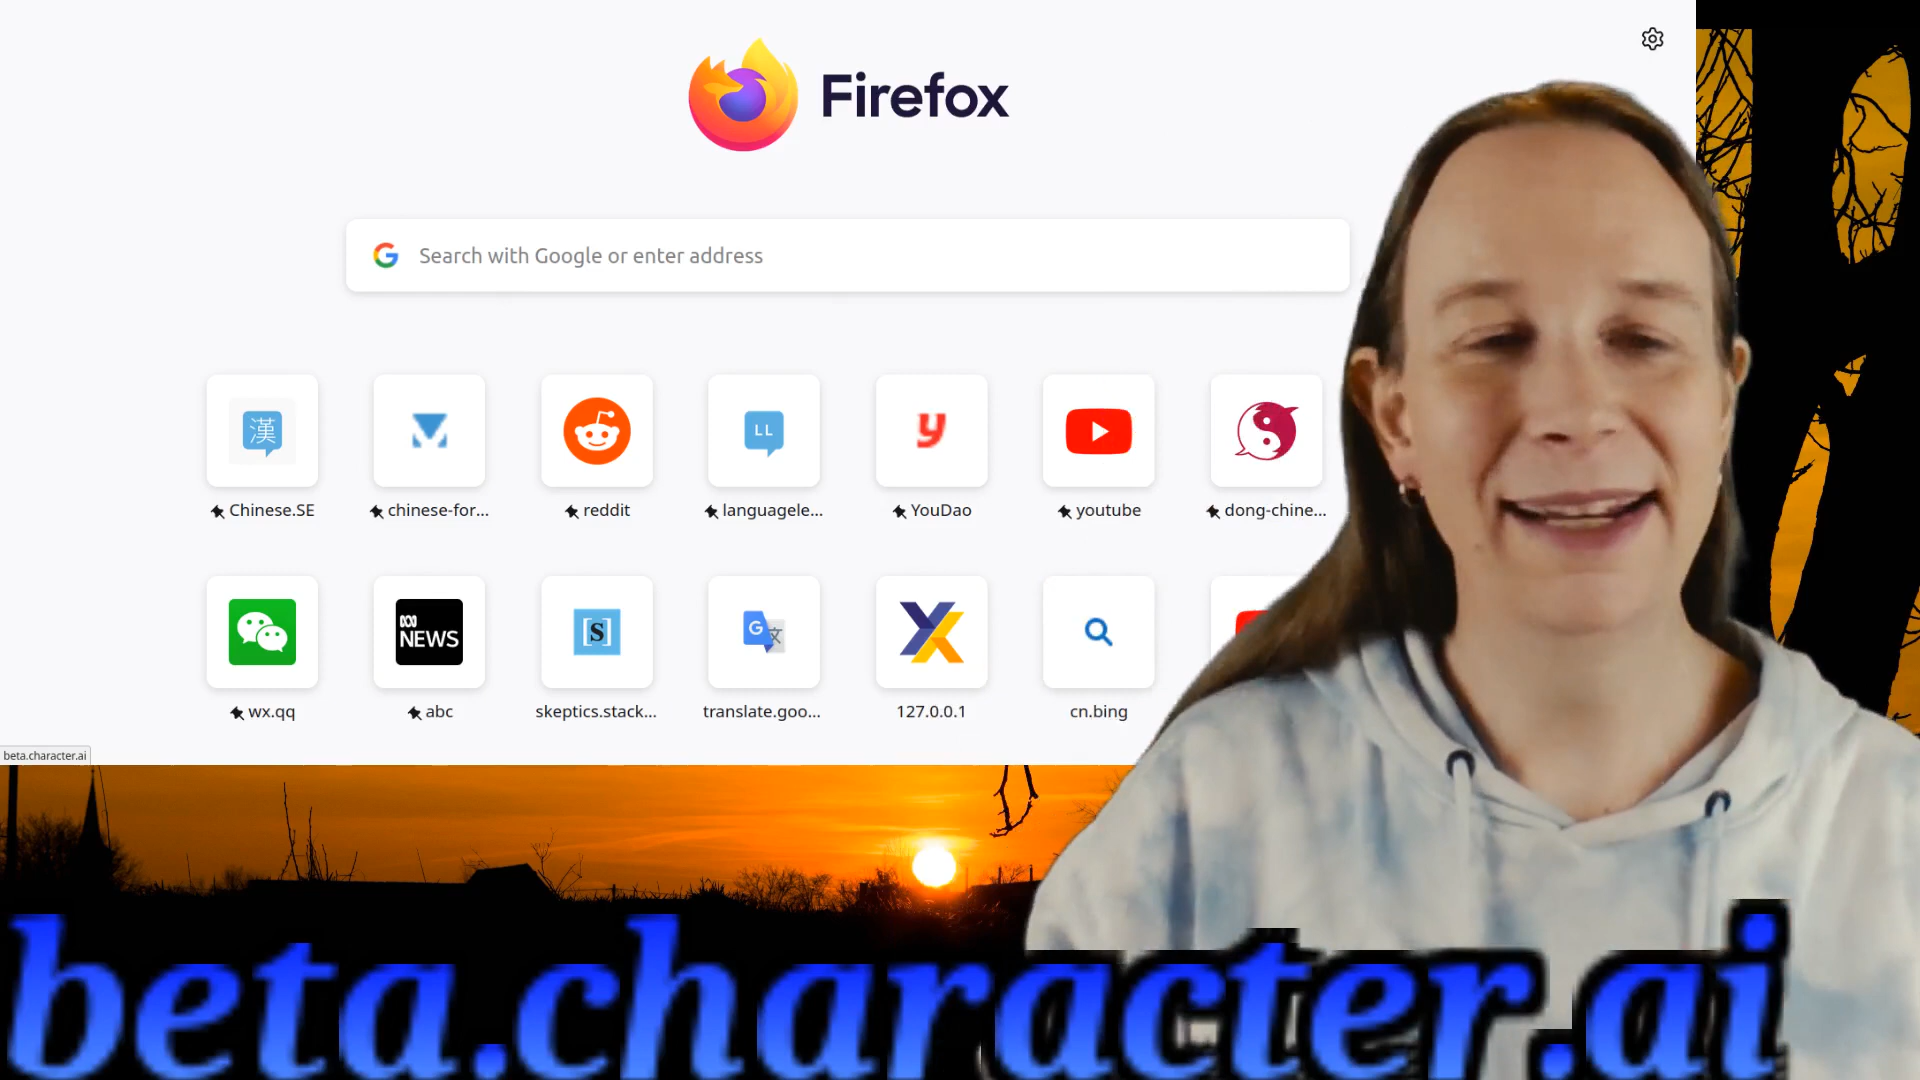 Firefox
Search with Google or enter address
漢
LL
y
Chinese.SE
chinese-for...
reddit
languagele...
YouDao
youtube
dong-chine...
NEWS
[S]
G 文
wx.qq
abc
skeptics.stack...
translate.goo...
127.0.0.1
cn.bing
beta.character.ai
beta.character.ai